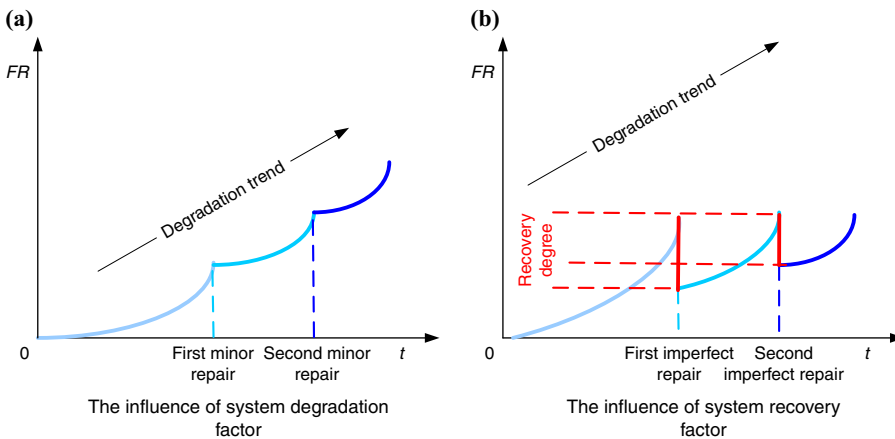 (a)
FR
Degradation trend
0
First minor
repair
Second minor
repair
t
The influence of system degradation
factor
(b)
FR
Degradation trend
Recovery
degree
0
First imperfect
repair
Second
imperfect repair
t
The influence of system recovery
factor